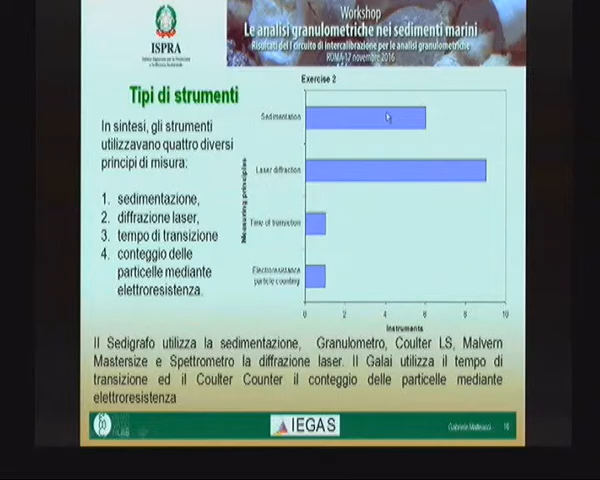 Workshop
Le analisi granulometriche nei sedimenti marini
Risultati del I circuito di intercalibrazione per le analisi granulometriche
ROMA 17 novembre 2016
ISPRA
Tipi di strumenti
In sintesi, gli strumenti
utilizzavano quattro diversi
principi di misura:
1. sedimentazione,
2. diffrazione laser,
3. tempo di transizione
4. conteggio delle
particelle mediante
elettroresistenza.
Exercise 2
Measuring principles
Sedimentation
Laser diffraction
Time of transition
Electroresistance
particle counting
0 2 4 6 8 10
Instruments
Il Sedigrafo utilizza la sedimentazione, Granulometro, Coulter LS, Malvern
Mastersize e Spettrometro la diffrazione laser. Il Galai utilizza il tempo di
transizione ed il Coulter Counter il conteggio delle particelle mediante
elettroresistenza
IEGAS
Gabriele Matteucci
16